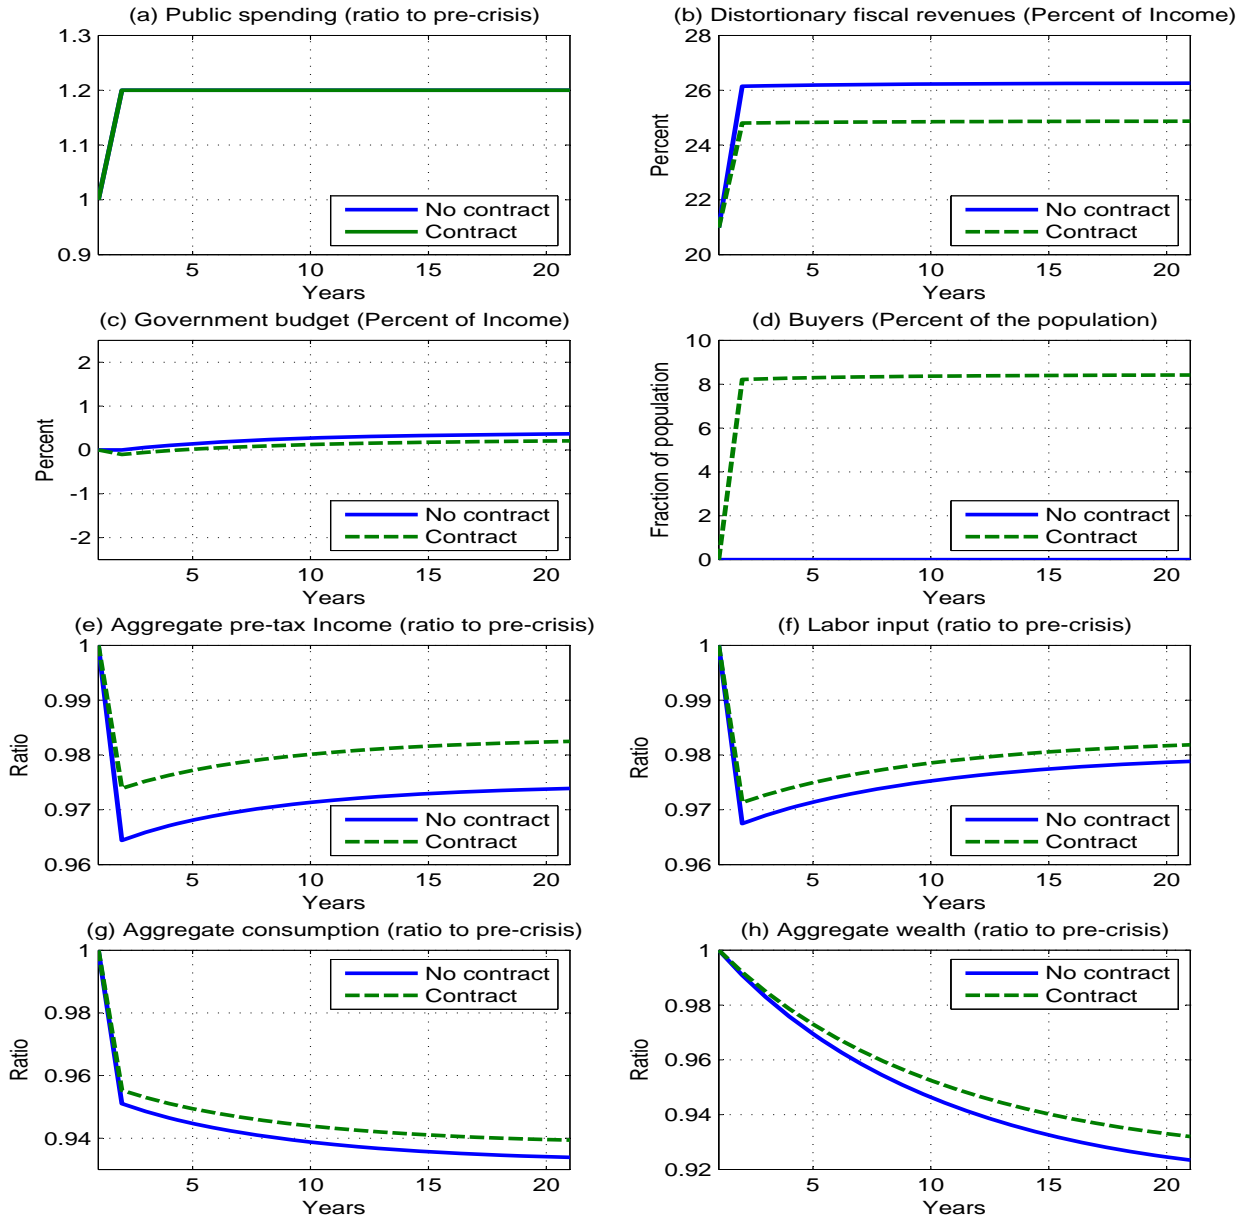 (a) Public spending (ratio to pre-crisis)
1.3
1.2
1.1
1
0.9
No contract
Contract
5 10 15 20
Years
(b) Distortionary fiscal revenues (Percent of Income)
28
26
24
22
20
Percent
No contract
Contract
5 10 15 20
Years
(c) Government budget (Percent of Income)
2
1
0
-1
-2
Percent
No contract
Contract
5 10 15 20
Years
(d) Buyers (Percent of the population)
10
8
6
4
2
0
Fraction of population
No contract
Contract
5 10 15 20
Years
(e) Aggregate pre-tax Income (ratio to pre-crisis)
1
0.99
0.98
0.97
0.96
Ratio
No contract
Contract
5 10 15 20
Years
(f) Labor input (ratio to pre-crisis)
1
0.99
0.98
0.97
0.96
Ratio
No contract
Contract
5 10 15 20
Years
(g) Aggregate consumption (ratio to pre-crisis)
1
0.98
0.96
0.94
Ratio
No contract
Contract
5 10 15 20
Years
(h) Aggregate wealth (ratio to pre-crisis)
1
0.98
0.96
0.94
0.92
Ratio
No contract
Contract
5 10 15 20
Years